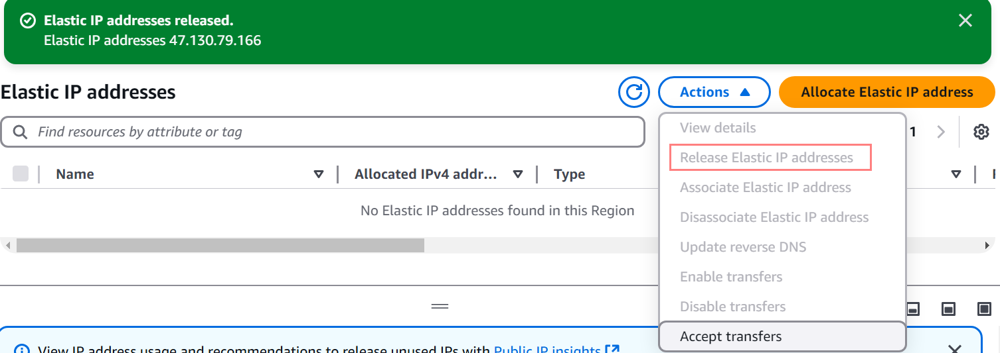 Elastic IP addresses released.
Elastic IP addresses 47.130.79.166
Elastic IP addresses
Actions
Allocate Elastic IP address
Find resources by attribute or tag
1
Name
Allocated IPv4 addr...
Type
No Elastic IP addresses found in this Region
View details
Release Elastic IP addresses
Associate Elastic IP address
Disassociate Elastic IP address
Update reverse DNS
Enable transfers
Disable transfers
Accept transfers
View IP address usage and recommendations to release unused IPs with Public IP insights